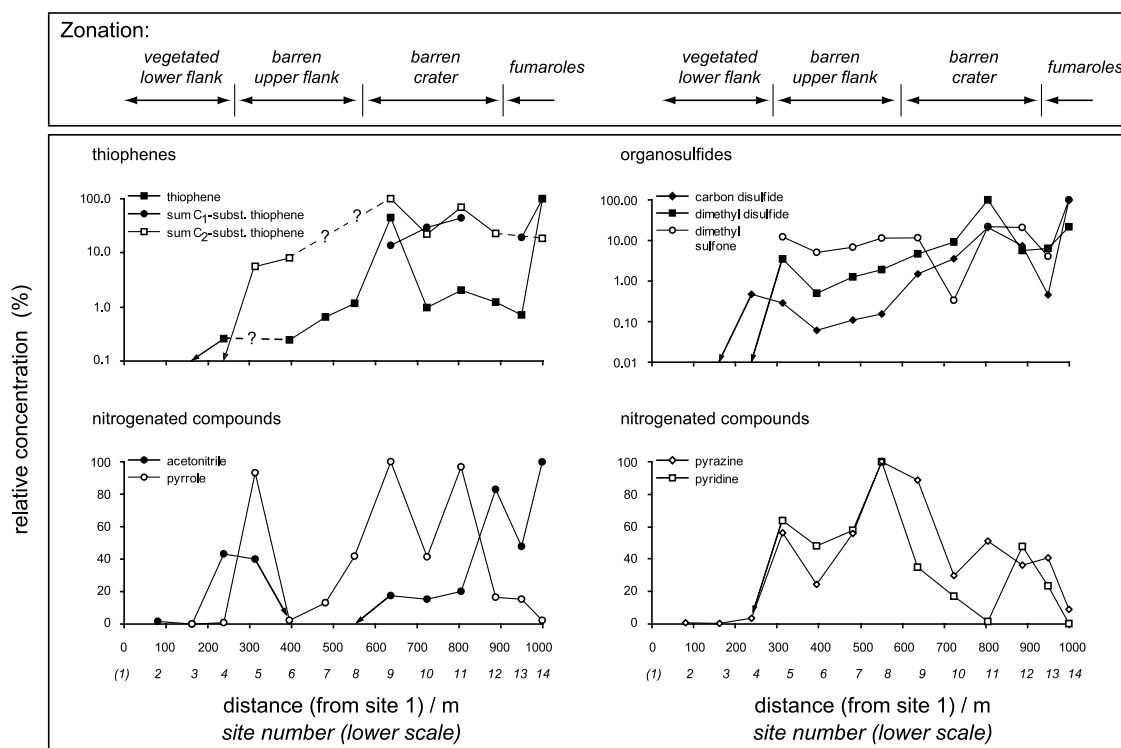 Zonation:
vegetated lower flank
barren upper flank
barren crater
fumaroles
vegetated lower flank
barren upper flank
barren crater
fumaroles
relative concentration (%)
thiophenes
thiophene
sum C1-subst. thiophene
sum C2-subst. thiophene
100.0
10.0
1.0
0.1
? ? ?
?
organosulfides
carbon disulfide
dimethyl disulfide
dimethyl
sulfone
100.00
10.00
1.00
0.10
0.01
nitrogenated compounds
acetonitrile
pyrrole
100
80
60
40
20
0
0 100 200 300 400 500 600 700 800 900 1000
(1) 2 3 4 5 6 7 8 9 10 11 12 13 14
distance (from site 1) / m
site number (lower scale)
nitrogenated compounds
pyrazine
pyridine
100
80
60
40
20
0
0 100 200 300 400 500 600 700 800 900 1000
(1) 2 3 4 5 6 7 8 9 10 11 12 13 14
distance (from site 1) / m
site number (lower scale)